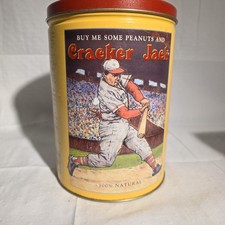 BUY ME SOME PEANUTS AND
Cracker Jack
100% NATURAL